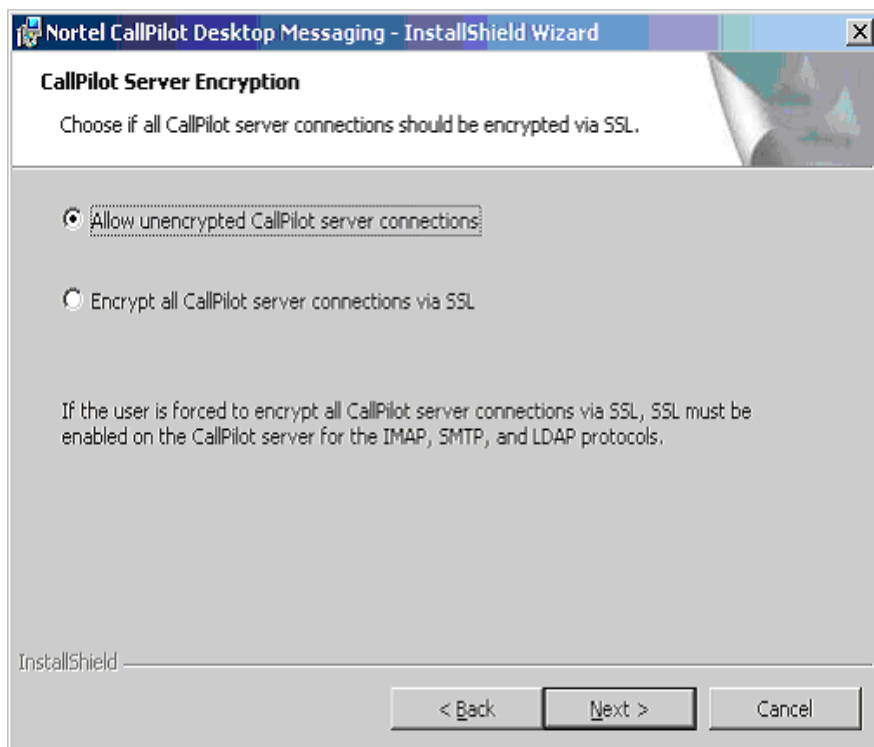 Nortel CallPilot Desktop Messaging - InstallShield Wizard
CallPilot Server Encryption
Choose if all CallPilot server connections should be encrypted via SSL.
Allow unencrypted CallPilot server connections
Encrypt all CallPilot server connections via SSL
If the user is forced to encrypt all CallPilot server connections via SSL, SSL must be
enabled on the CallPilot server for the IMAP, SMTP, and LDAP protocols.
InstallShield
< Back Next > Cancel